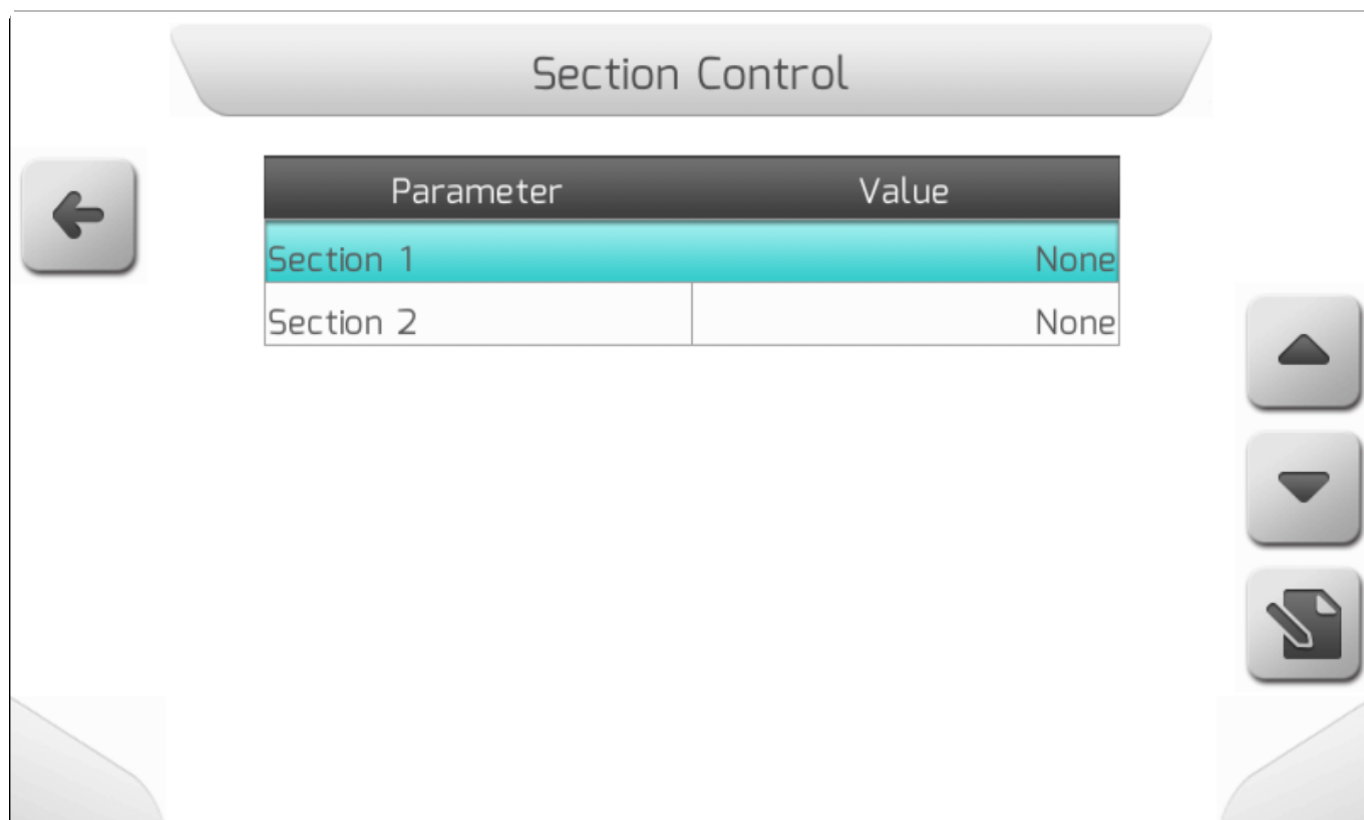 Section Control
Parameter Value
Section 1 None
Section 2 None